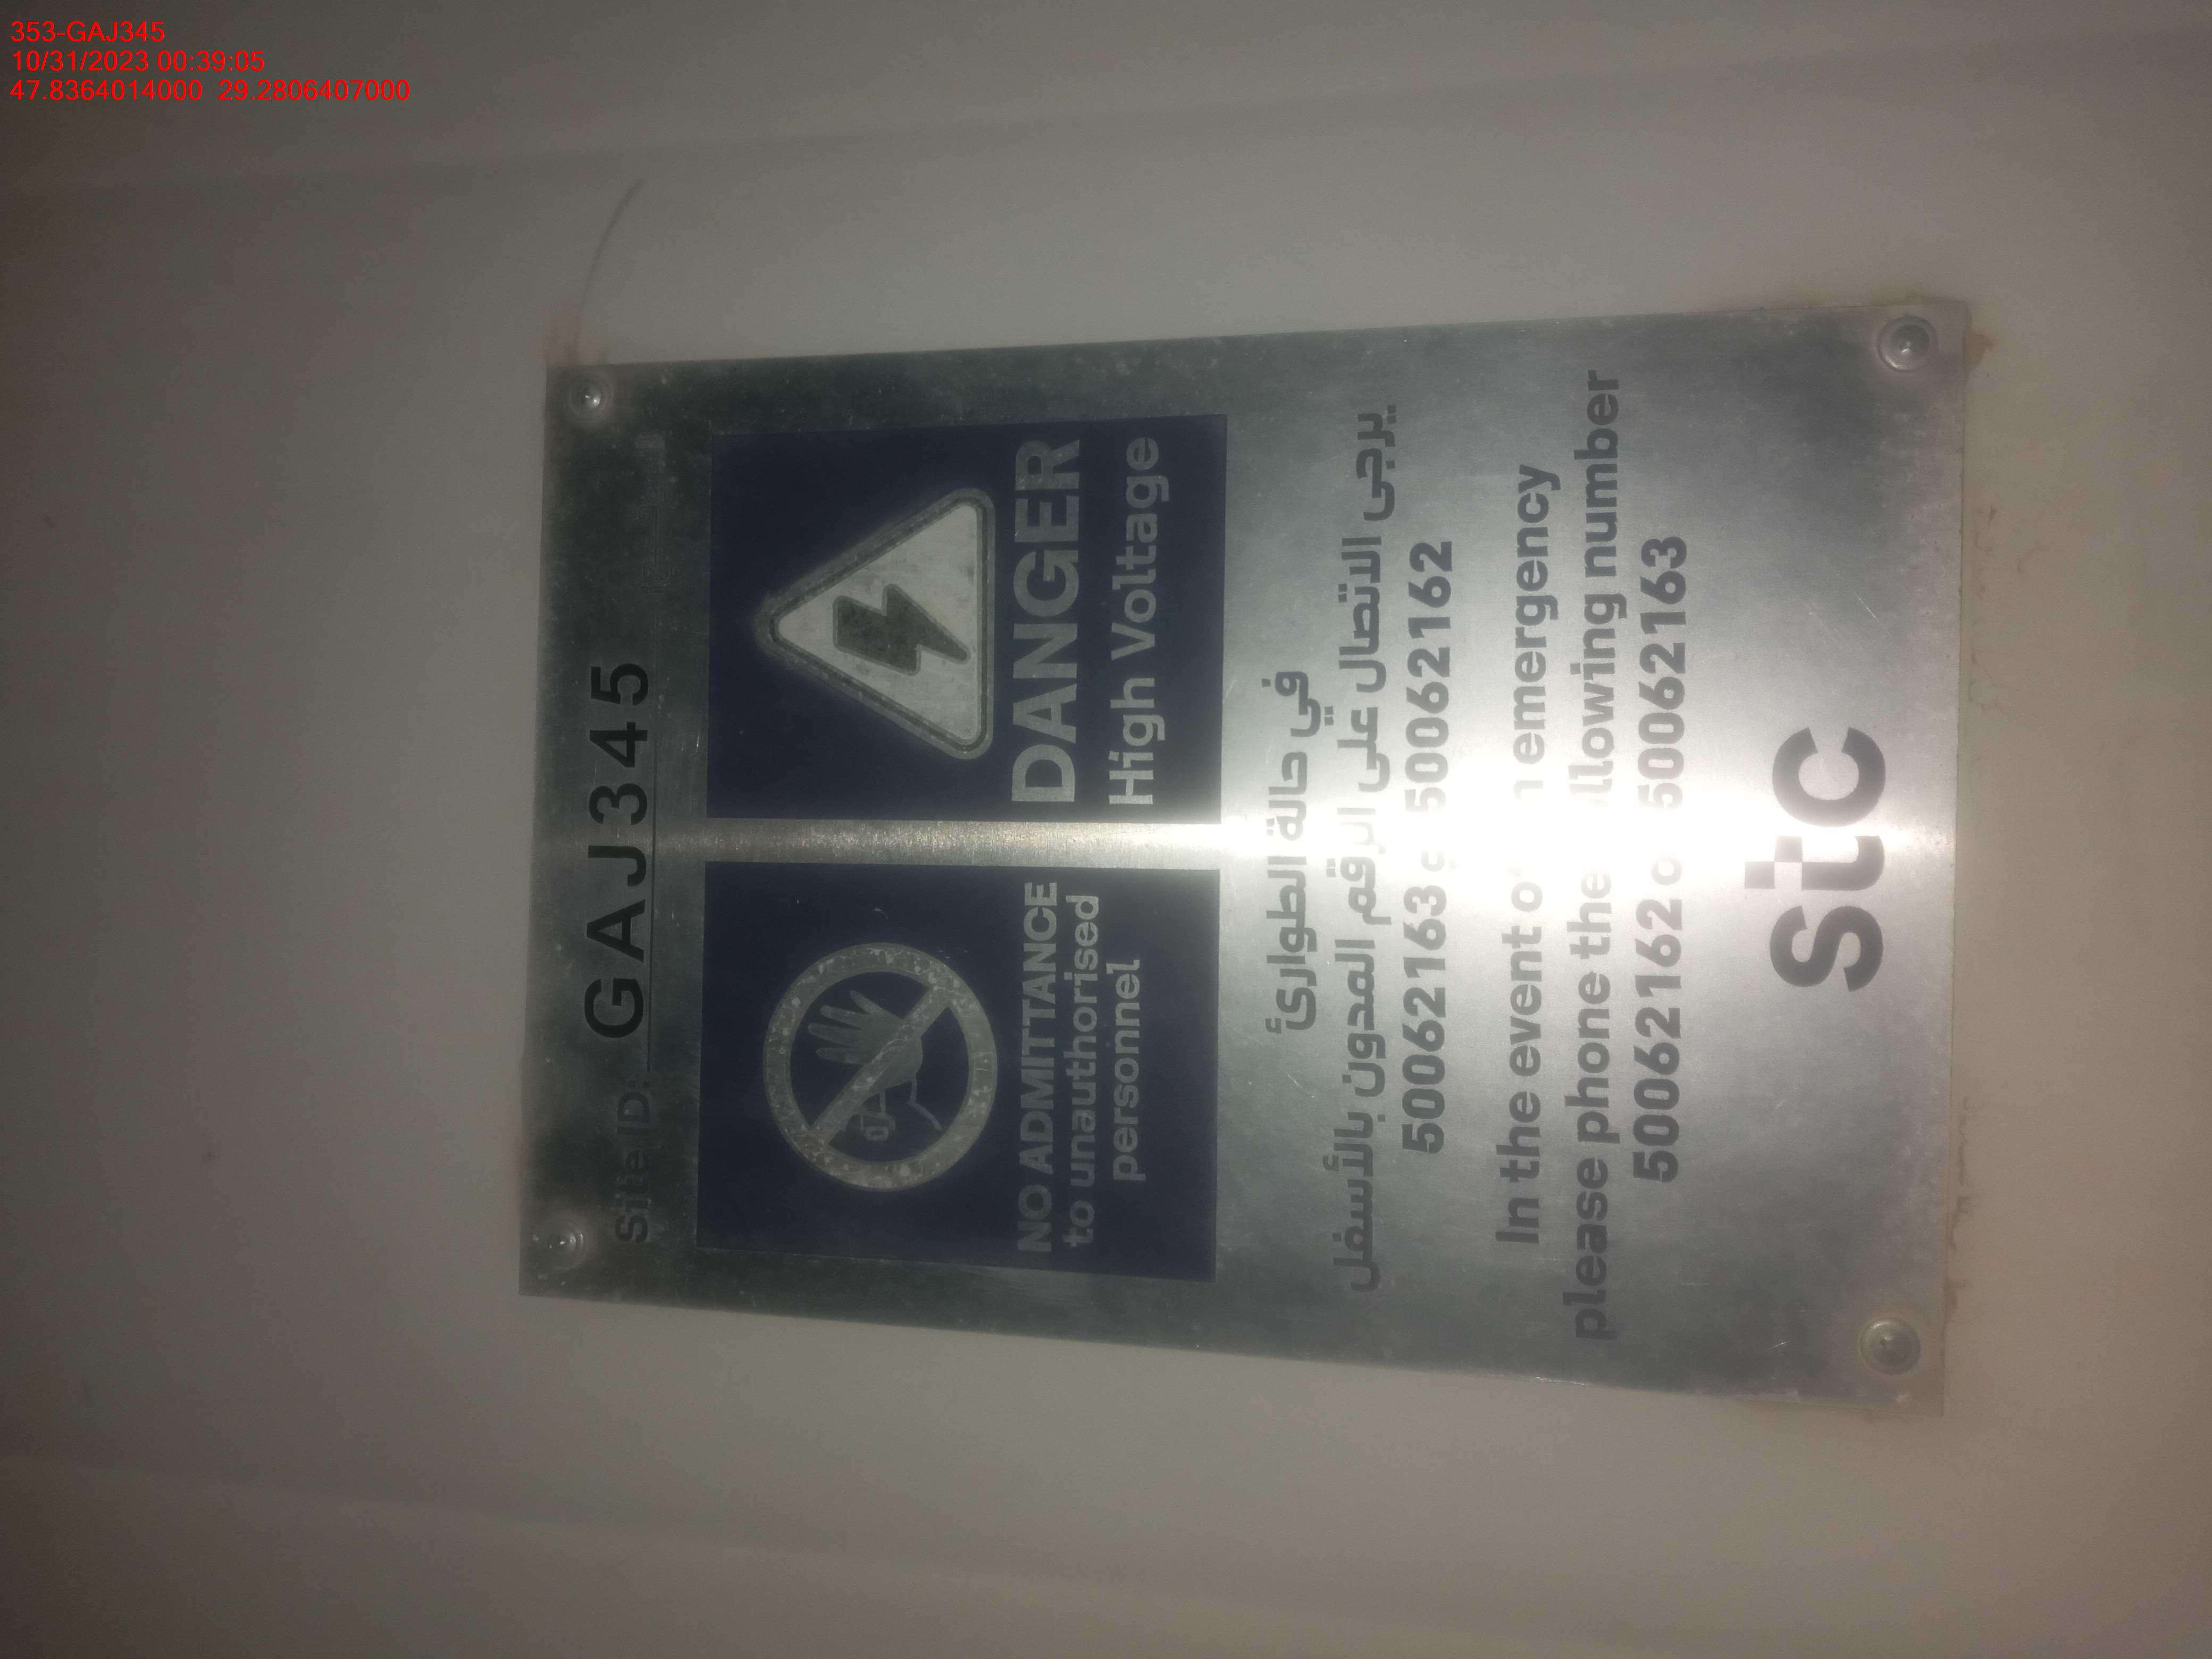 353-GAJ345
10/31/2023 00:39:05
47.8364014000 29.2806407000
Site ID: GAJ345
NO ADMITTANCE
to unauthorised
personnel
DANGER
High Voltage
في حالة الطوارئ
يرجى الاتصال على الرقم المدون بالأسفل
50062163 و 50062162
In the event emergency
please phone the number
50062162 50062163
stc